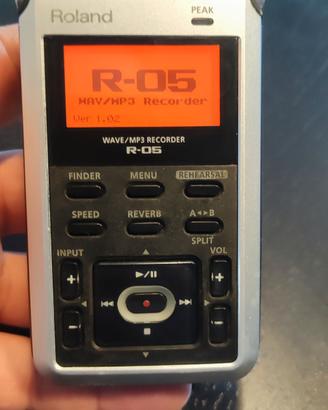 Roland
PEAK
R-05
WAV/MP3 Recorder
Ver 1.02
WAVE/MP3 RECORDER
R-05
FINDER MENU REHEARSAL
SPEED REVERB A◄►B
SPLIT
INPUT VOL
+ +
►/II
I◄◄ ►►I
− −